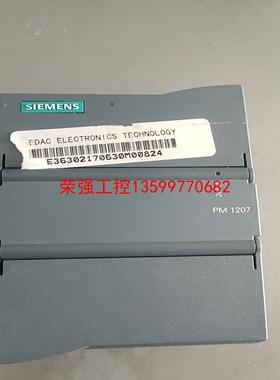 SIEMENS
EDAC ELECTRONICS TECHNOLOGY
E36302170630M00824
荣强工控13599770682
PM 1207